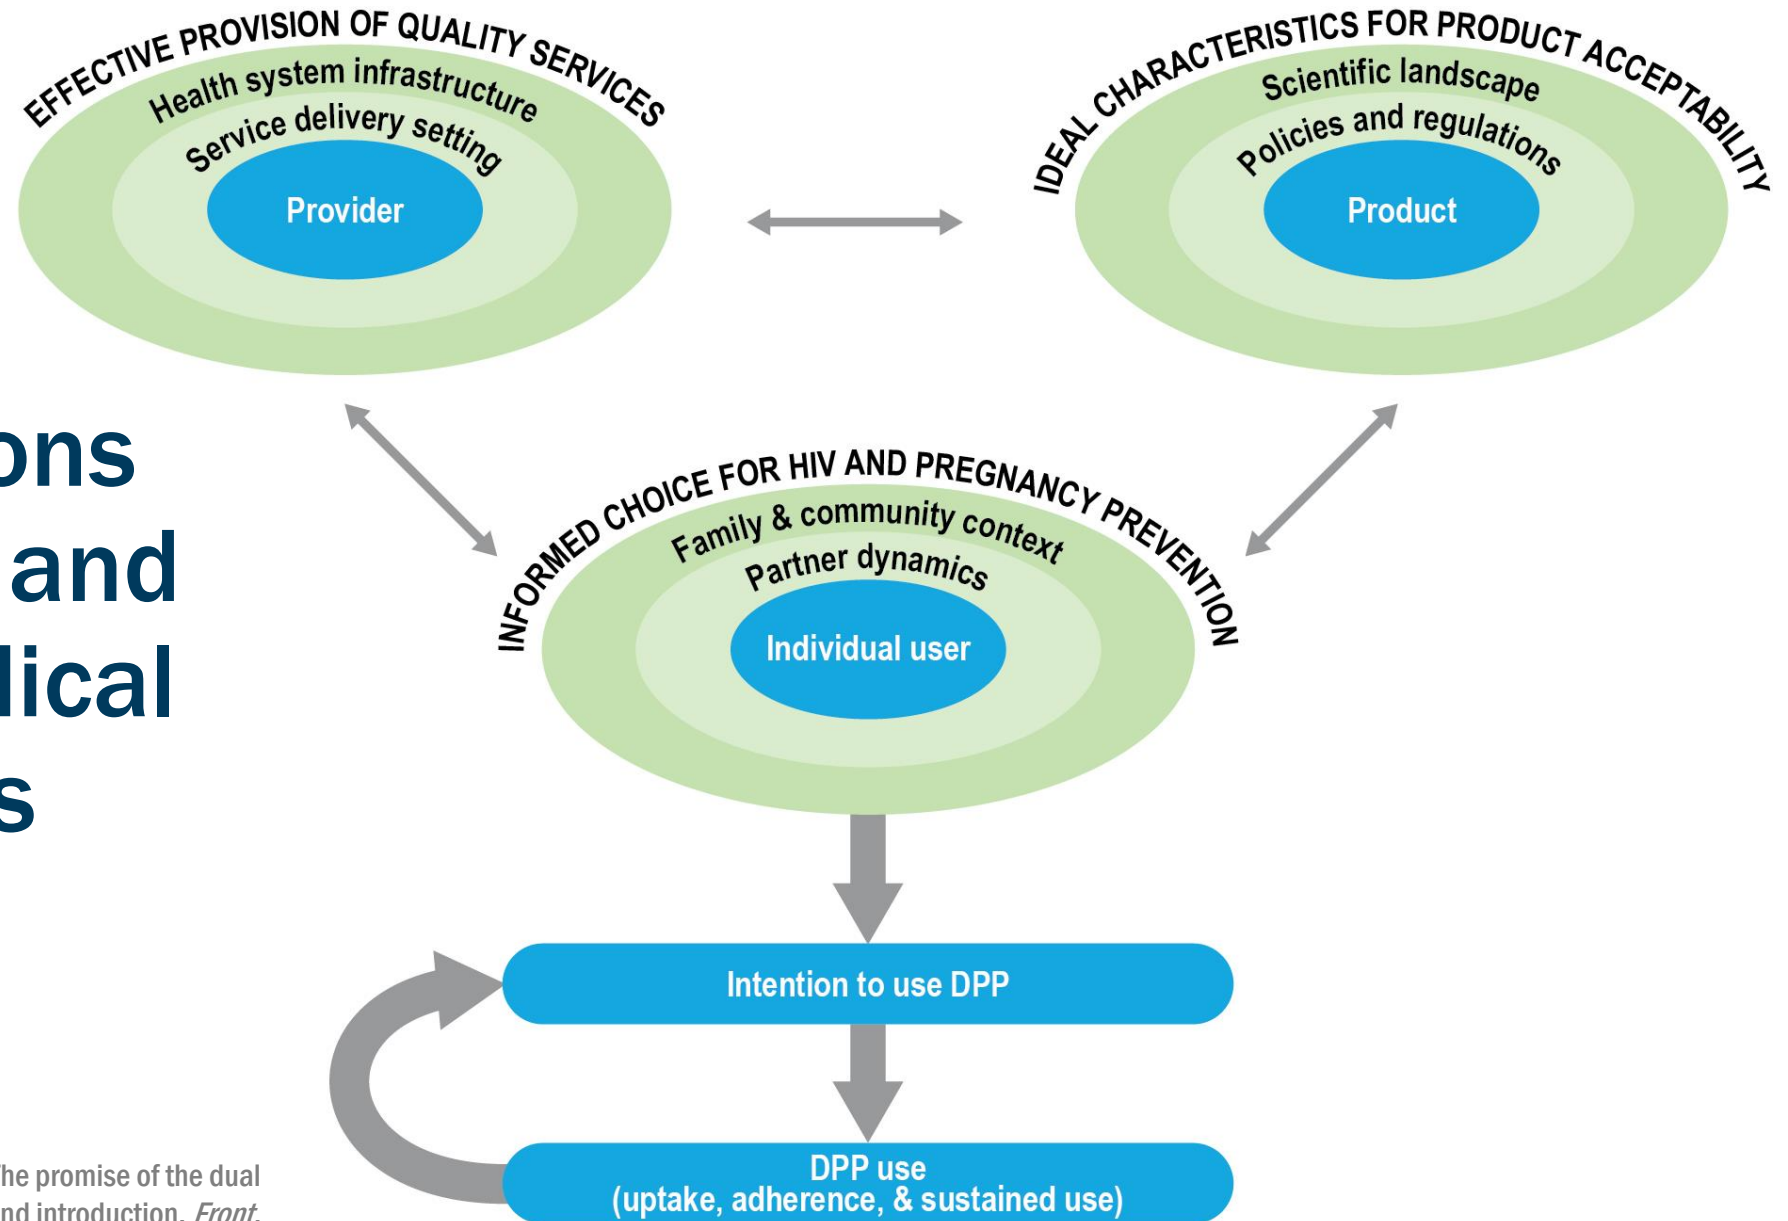 EFFECTIVE PROVISION OF QUALITY SERVICES
Health system infrastructure
Service delivery setting
Provider
IDEAL CHARACTERISTICS FOR PRODUCT ACCEPTABILITY
Scientific landscape
Policies and regulations
Product
ons
and
lical
s
INFORMED CHOICE FOR HIV AND PREGNANCY PREVENTION
Family & community context
Partner dynamics
Individual user
Intention to use DPP
DPP use
(uptake, adherence, & sustained use)
The promise of the dual
nd introduction. Front.